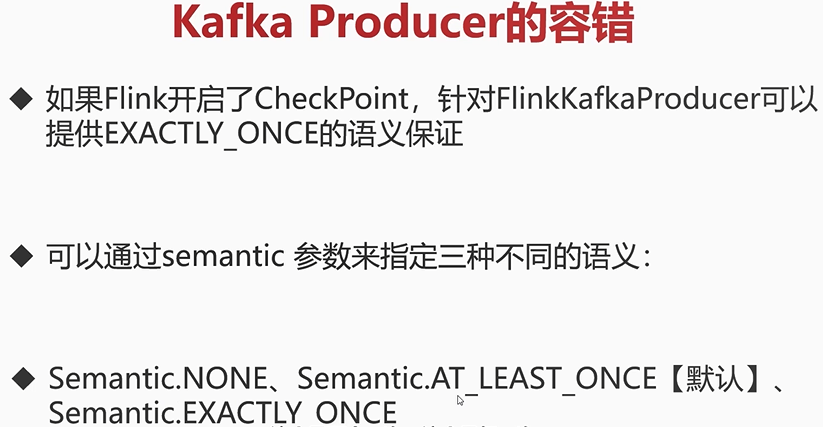 Kafka Producer的容错
◆ 如果Flink开启了CheckPoint，针对FlinkKafkaProducer可以
提供EXACTLY_ONCE的语义保证
◆ 可以通过semantic 参数来指定三种不同的语义：
◆ Semantic.NONE、Semantic.AT_LEAST_ONCE【默认】、
Semantic.EXACTLY_ONCE